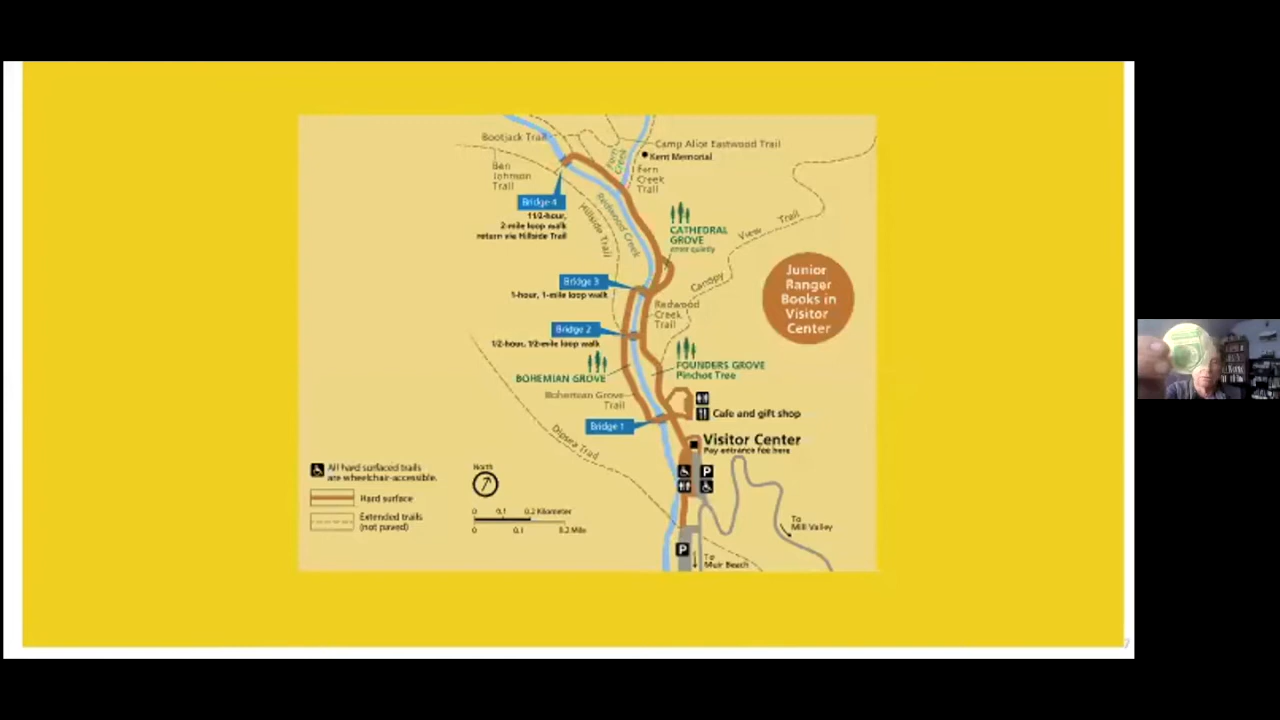 Bootjack Trail
Camp Alice Eastwood Trail
Kent Memorial
Fern
Creek
Ben
Johnson
Trail
Fern
Creek
Trail
Bridge 4
1 1/2-hour,
2-mile loop walk
return via Hillside Trail
Hillside Trail
Redwood Creek
CATHEDRAL
GROVE
enter quietly
Canopy View Trail
Junior
Ranger
Books in
Visitor
Center
Bridge 3
1-hour, 1-mile loop walk
Redwood
Creek
Trail
Bridge 2
1/2-hour, 1/2-mile loop walk
BOHEMIAN GROVE
FOUNDERS GROVE
Pinchot Tree
Bohemian Grove
Trail
Cafe and gift shop
Bridge 1
Visitor Center
Pay entrance fee here
Dipsea Trail
P
All hard surfaced trails
are wheelchair-accessible.
Hard surface
Extended trails
(not paved)
North
0 0.1 0.2 Kilometer
0 0.1 0.2 Mile
To
Mill Valley
P
To
Muir Beach
7